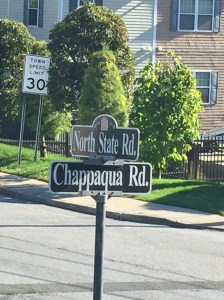 TOWN
SPEED
LIMIT
30
North State Rd.
Chappaqua Rd.